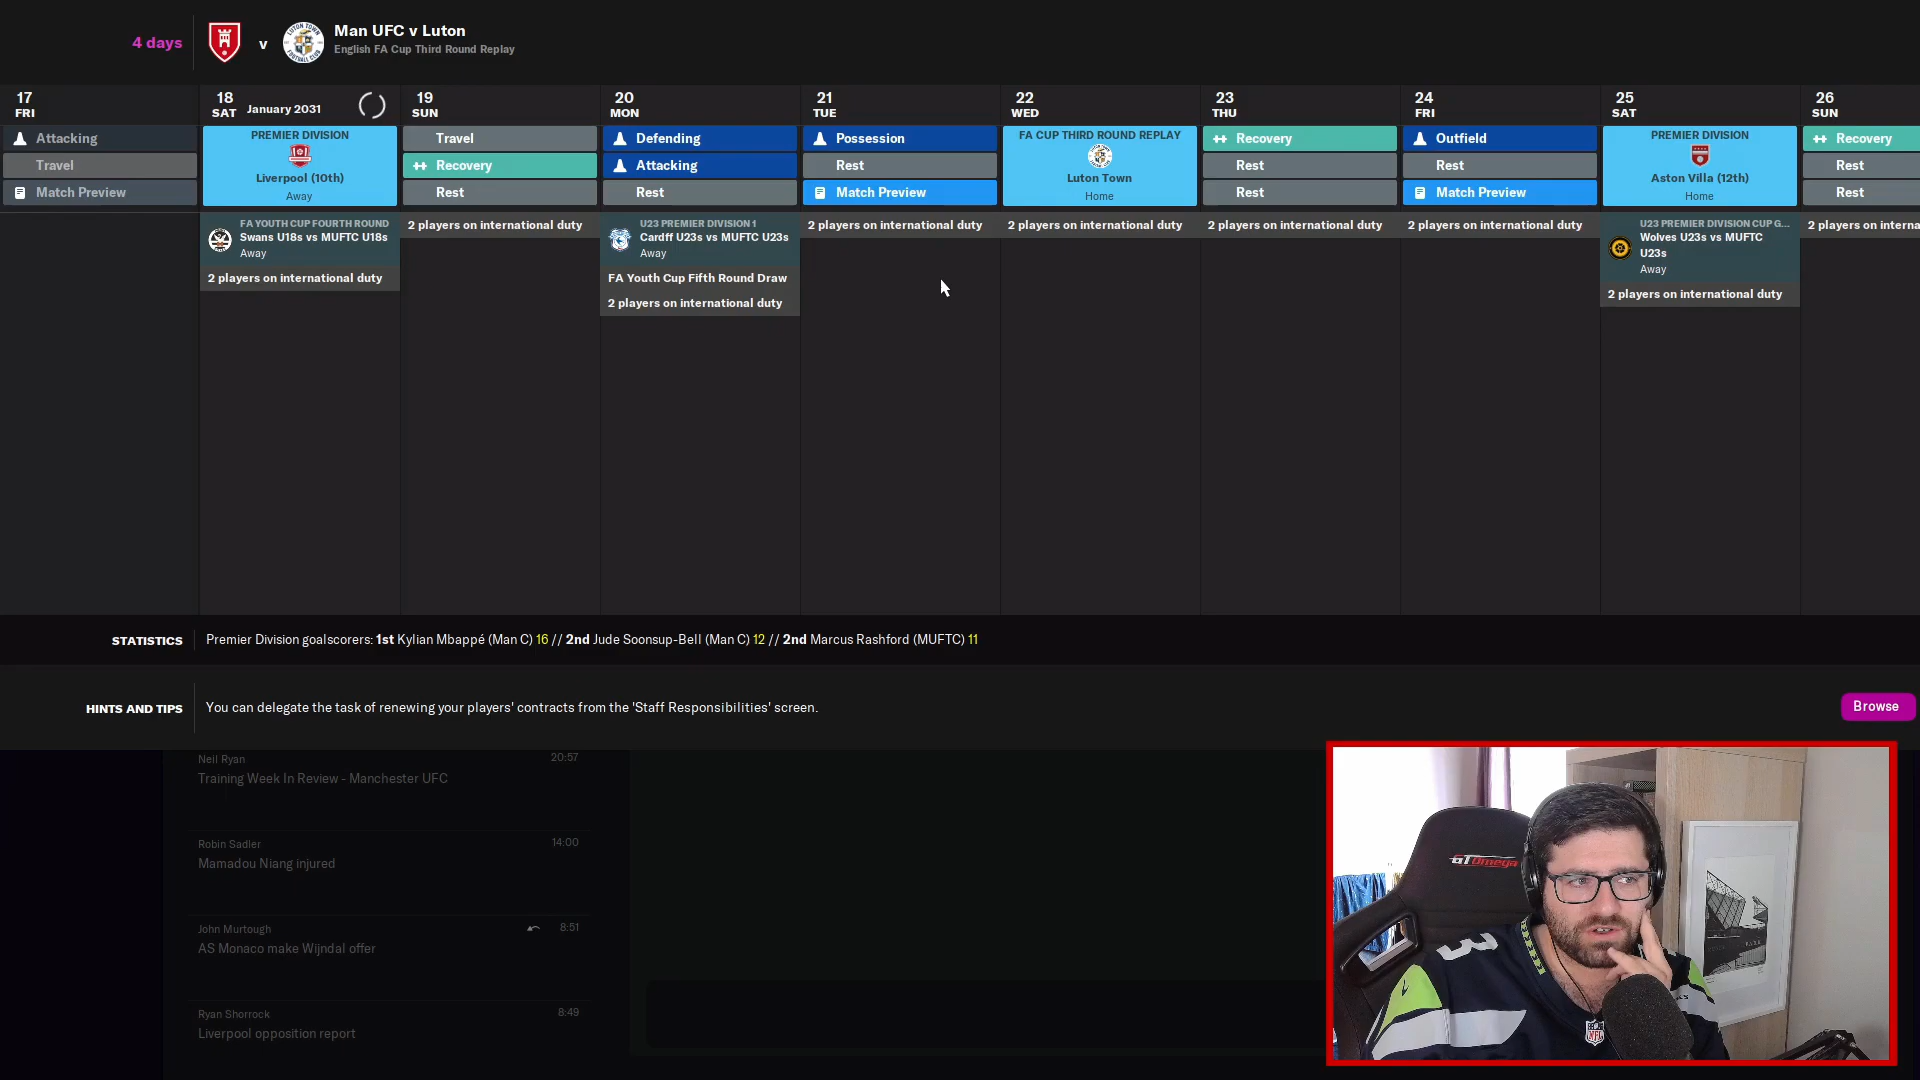 4 days
v
Man UFC v Luton
English FA Cup Third Round Replay
17
FRI
Attacking
Travel
Match Preview
18
SAT January 2031
PREMIER DIVISION
Liverpool (10th)
Away
FA YOUTH CUP FOURTH ROUND
Swans U18s vs MUFTC U18s
Away
2 players on international duty
19
SUN
Travel
Recovery
Rest
2 players on international duty
20
MON
Defending
Attacking
Rest
U23 PREMIER DIVISION 1
Cardff U23s vs MUFTC U23s
Away
FA Youth Cup Fifth Round Draw
2 players on international duty
21
TUE
Possession
Rest
Match Preview
2 players on international duty
22
WED
FA CUP THIRD ROUND REPLAY
Luton Town
Home
2 players on international duty
23
THU
Recovery
Rest
Rest
2 players on international duty
24
FRI
Outfield
Rest
Match Preview
2 players on international duty
25
SAT
PREMIER DIVISION
Aston Villa (12th)
Home
U23 PREMIER DIVISION CUP G...
Wolves U23s vs MUFTC
U23s
Away
2 players on international duty
26
SUN
Recovery
Rest
Rest
2 players on interna
STATISTICS
Premier Division goalscorers: 1st Kylian Mbappé (Man C) 16 // 2nd Jude Soonsup-Bell (Man C) 12 // 2nd Marcus Rashford (MUFTC) 11
HINTS AND TIPS
You can delegate the task of renewing your players' contracts from the 'Staff Responsibilities' screen.
Browse
Neil Ryan 20:57
Training Week In Review - Manchester UFC
Robin Sadler 14:00
Mamadou Niang injured
John Murtough 8:51
AS Monaco make Wijndal offer
Ryan Shorrock 8:49
Liverpool opposition report
GT Omega
3
NFL